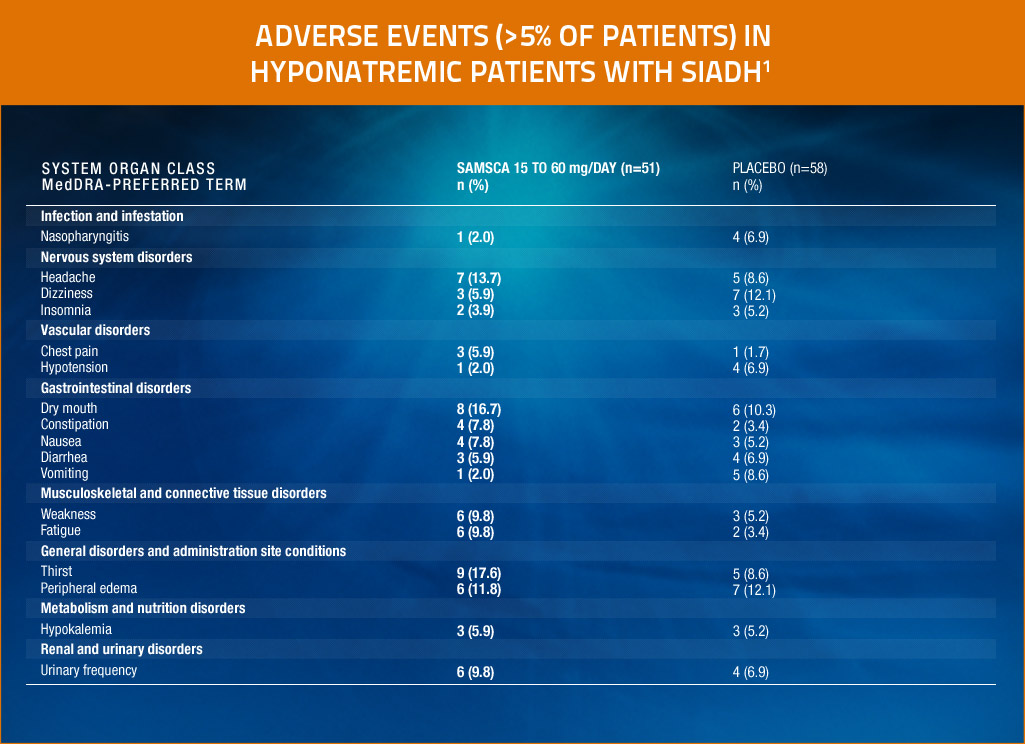 ADVERSE EVENTS (>5% OF PATIENTS) IN
HYPONATREMIC PATIENTS WITH SIADH¹
SYSTEM ORGAN CLASS
MedDRA-PREFERRED TERM
SAMSCA 15 TO 60 mg/DAY (n=51)
n (%)
PLACEBO (n=58)
n (%)
Infection and infestation
Nasopharyngitis 1 (2.0) 4 (6.9)
Nervous system disorders
Headache 7 (13.7) 5 (8.6)
Dizziness 3 (5.9) 7 (12.1)
Insomnia 2 (3.9) 3 (5.2)
Vascular disorders
Chest pain 3 (5.9) 1 (1.7)
Hypotension 1 (2.0) 4 (6.9)
Gastrointestinal disorders
Dry mouth 8 (16.7) 6 (10.3)
Constipation 4 (7.8) 2 (3.4)
Nausea 4 (7.8) 3 (5.2)
Diarrhea 3 (5.9) 4 (6.9)
Vomiting 1 (2.0) 5 (8.6)
Musculoskeletal and connective tissue disorders
Weakness 6 (9.8) 3 (5.2)
Fatigue 6 (9.8) 2 (3.4)
General disorders and administration site conditions
Thirst 9 (17.6) 5 (8.6)
Peripheral edema 6 (11.8) 7 (12.1)
Metabolism and nutrition disorders
Hypokalemia 3 (5.9) 3 (5.2)
Renal and urinary disorders
Urinary frequency 6 (9.8) 4 (6.9)